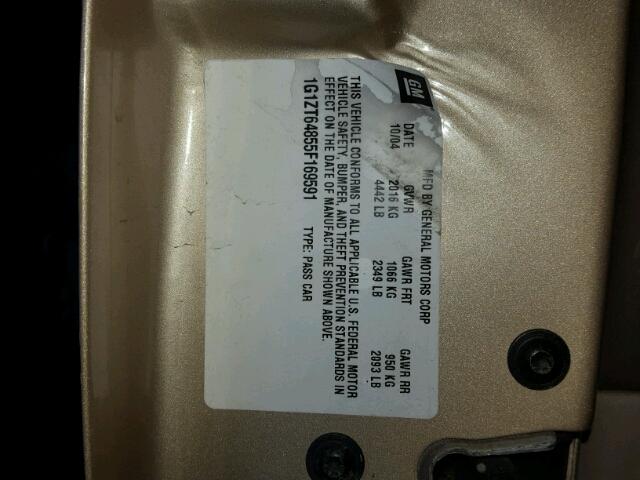 GM
MFD BY GENERAL MOTORS CORP
DATE GVWR GAWR FRT GAWR RR
10/04 2016 KG 1066 KG 950 KG
4442 LB 2349 LB 2093 LB
THIS VEHICLE CONFORMS TO ALL APPLICABLE U.S. FEDERAL MOTOR
VEHICLE SAFETY, BUMPER, AND THEFT PREVENTION STANDARDS IN
EFFECT ON THE DATE OF MANUFACTURE SHOWN ABOVE.
1G1ZT64855F169591 TYPE: PASS CAR